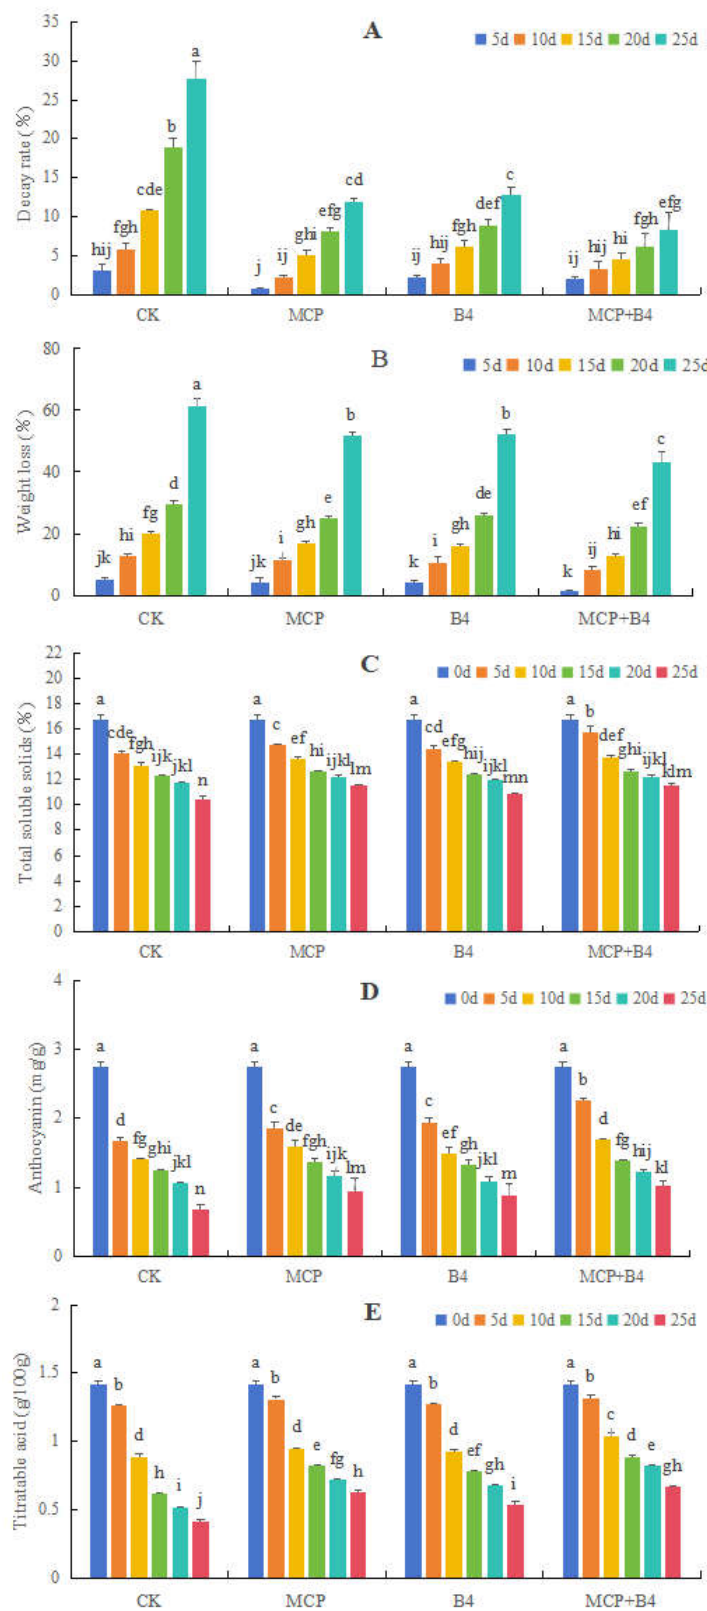 35
A
5d 10d 15d 20d 25d
a
30
25
b
20
Decay rate (%)
15
cde
cd
c
10
fgh
efg
def
efg
hij
ghi
fgh
fgh
5
ij
hij
hij
hi
j
ij
ij
0
CK MCP B4 MCP+B4
80
B
5d 10d 15d 20d 25d
a
60
b
b
c
Weight loss (%)
40
d
e
de
ef
20
fg
gh
gh
hi
hi
i
i
ij
jk
jk
k
k
0
CK MCP B4 MCP+B4
22
C
0d 5d 10d 15d 20d 25d
20
18
a a a a
16
cde c cd b
14
fgh ef efg def
ijk hi hij ghi
12
jkl ijkl ijkl ijkl
n lm mn klm
10
8
6
4
2
0
Total soluble solids (%)
CK MCP B4 MCP+B4
4
D
0d 5d 10d 15d 20d 25d
3
a a a a
2
d c c b
fg de ef d
ghi fgh gh fg
jkl ijk jkl hij
n lm m kl
1
0
Anthocyanin (mg/g)
CK MCP B4 MCP+B4
2
E
0d 5d 10d 15d 20d 25d
1.5
a b a b a b a b
1
d d d c
h e ef d
i fg gh e
j h i gh
0.5
0
Titratable acid (g/100g)
CK MCP B4 MCP+B4